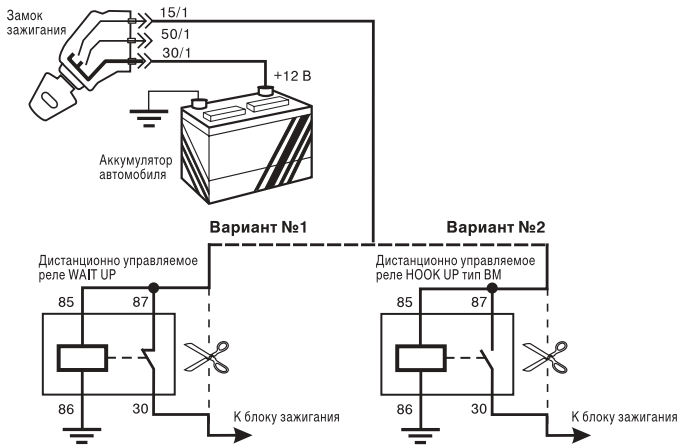 Замок
зажигания
15/1
50/1
30/1
+12 В
Аккумулятор
автомобиля
Вариант №1
Вариант №2
Дистанционно управляемое
реле WAIT UP
85
87
86
30
К блоку зажигания
Дистанционно управляемое
реле HOOK UP тип ВМ
85
87
86
30
К блоку зажигания